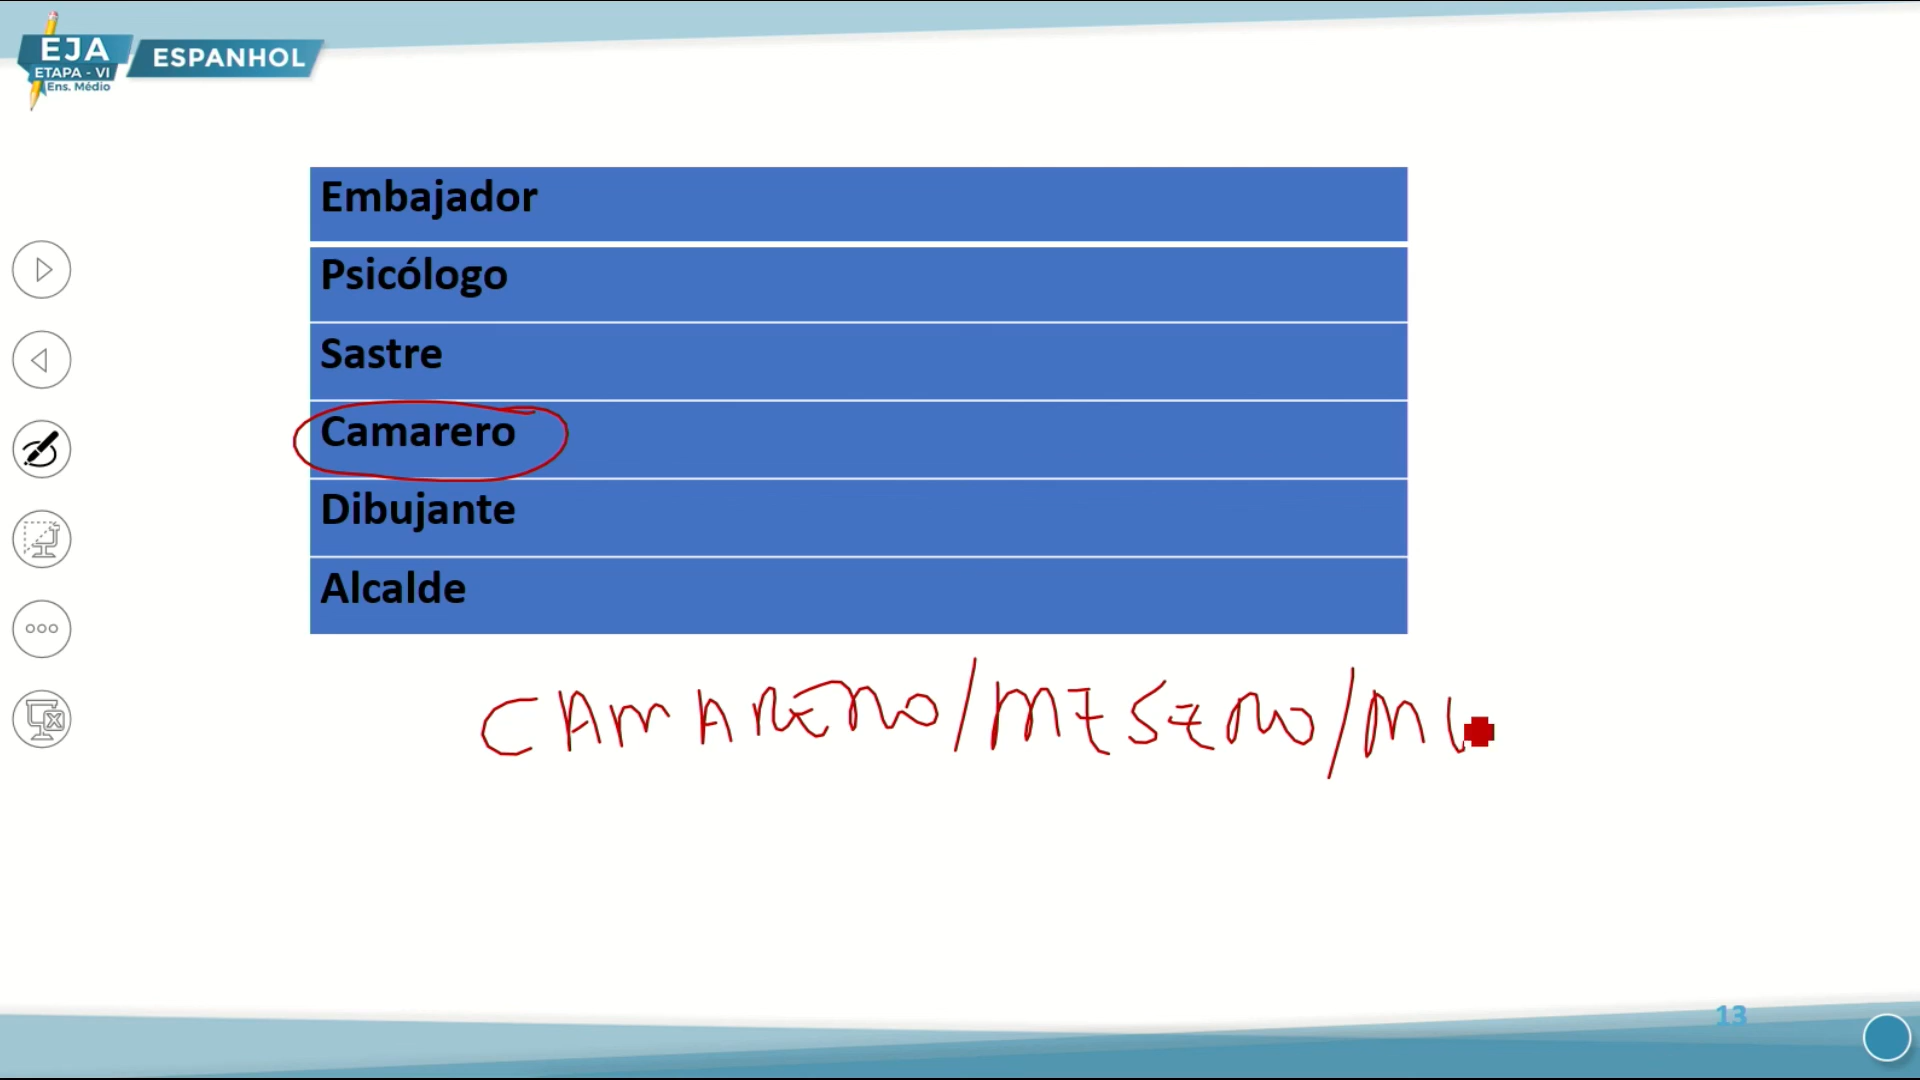 EJA
ETAPA - VI
Ens. Médio
ESPANHOL
Embajador
Psicólogo
Sastre
Camarero
Dibujante
Alcalde
CAMARERO/MESERO/M
13